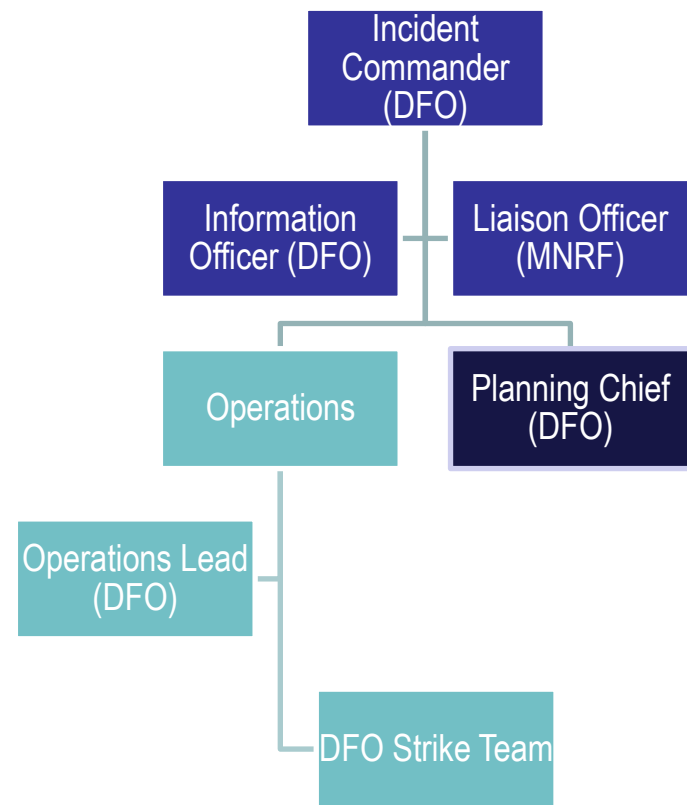 Incident
Commander
(DFO)
Information
Officer (DFO)
Liaison Officer
(MNRF)
Operations
Planning Chief
(DFO)
Operations Lead
(DFO)
DFO Strike Team